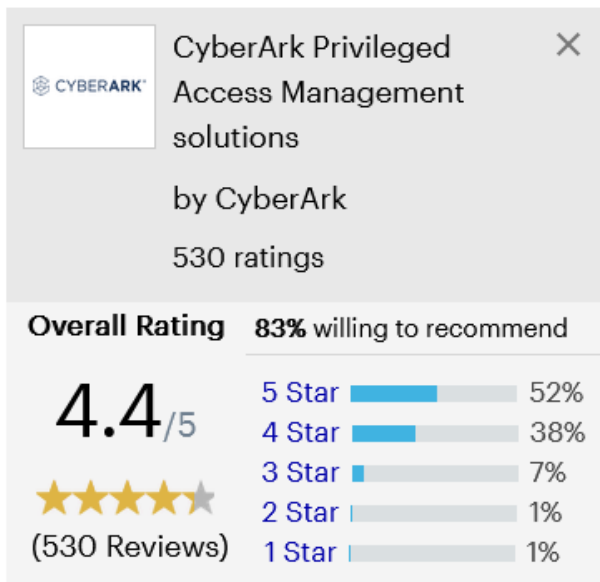 CYBERARK®
CyberArk Privileged
Access Management
solutions
by CyberArk
530 ratings
Overall Rating
83% willing to recommend
4.4/5
(530 Reviews)
5 Star 52%
4 Star 38%
3 Star 7%
2 Star 1%
1 Star 1%